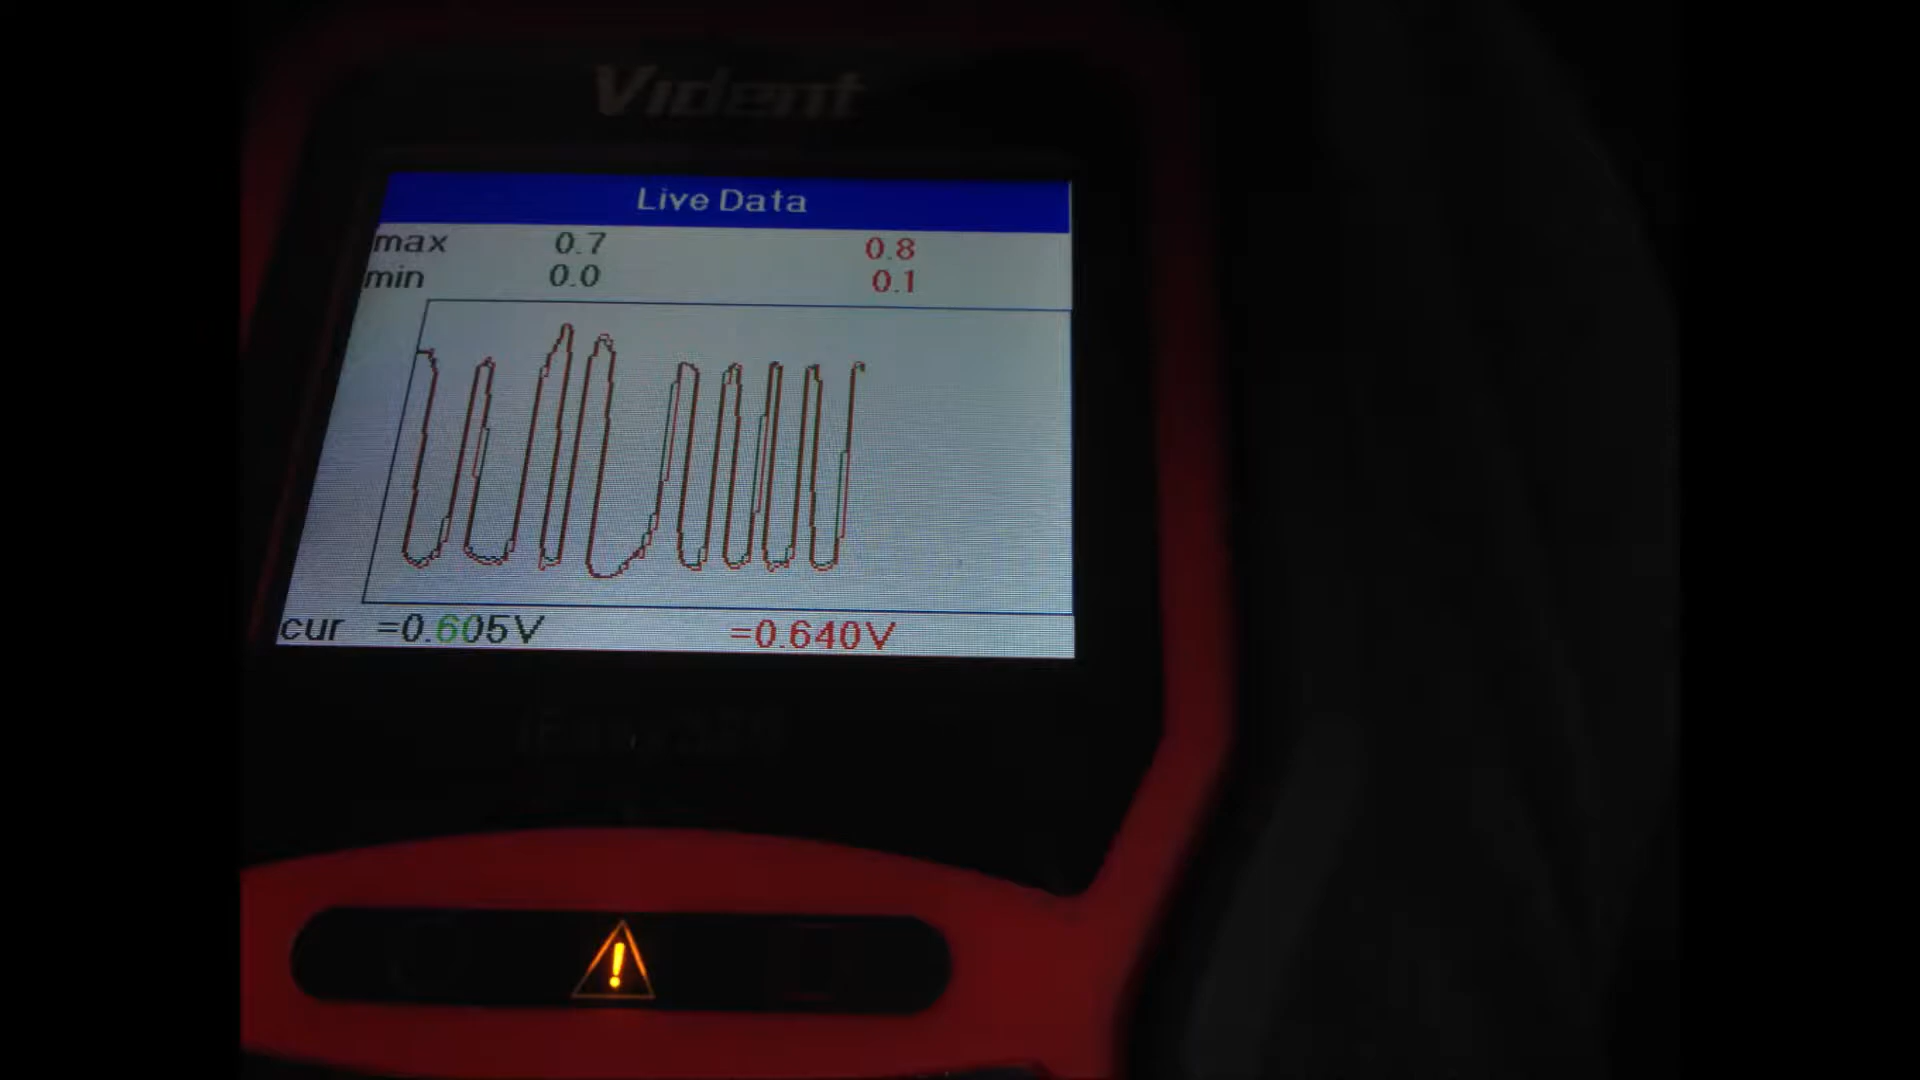 Vident
Live Data
max 0.7 0.8
min 0.0 0.1
cur =0.605V =0.640V
!